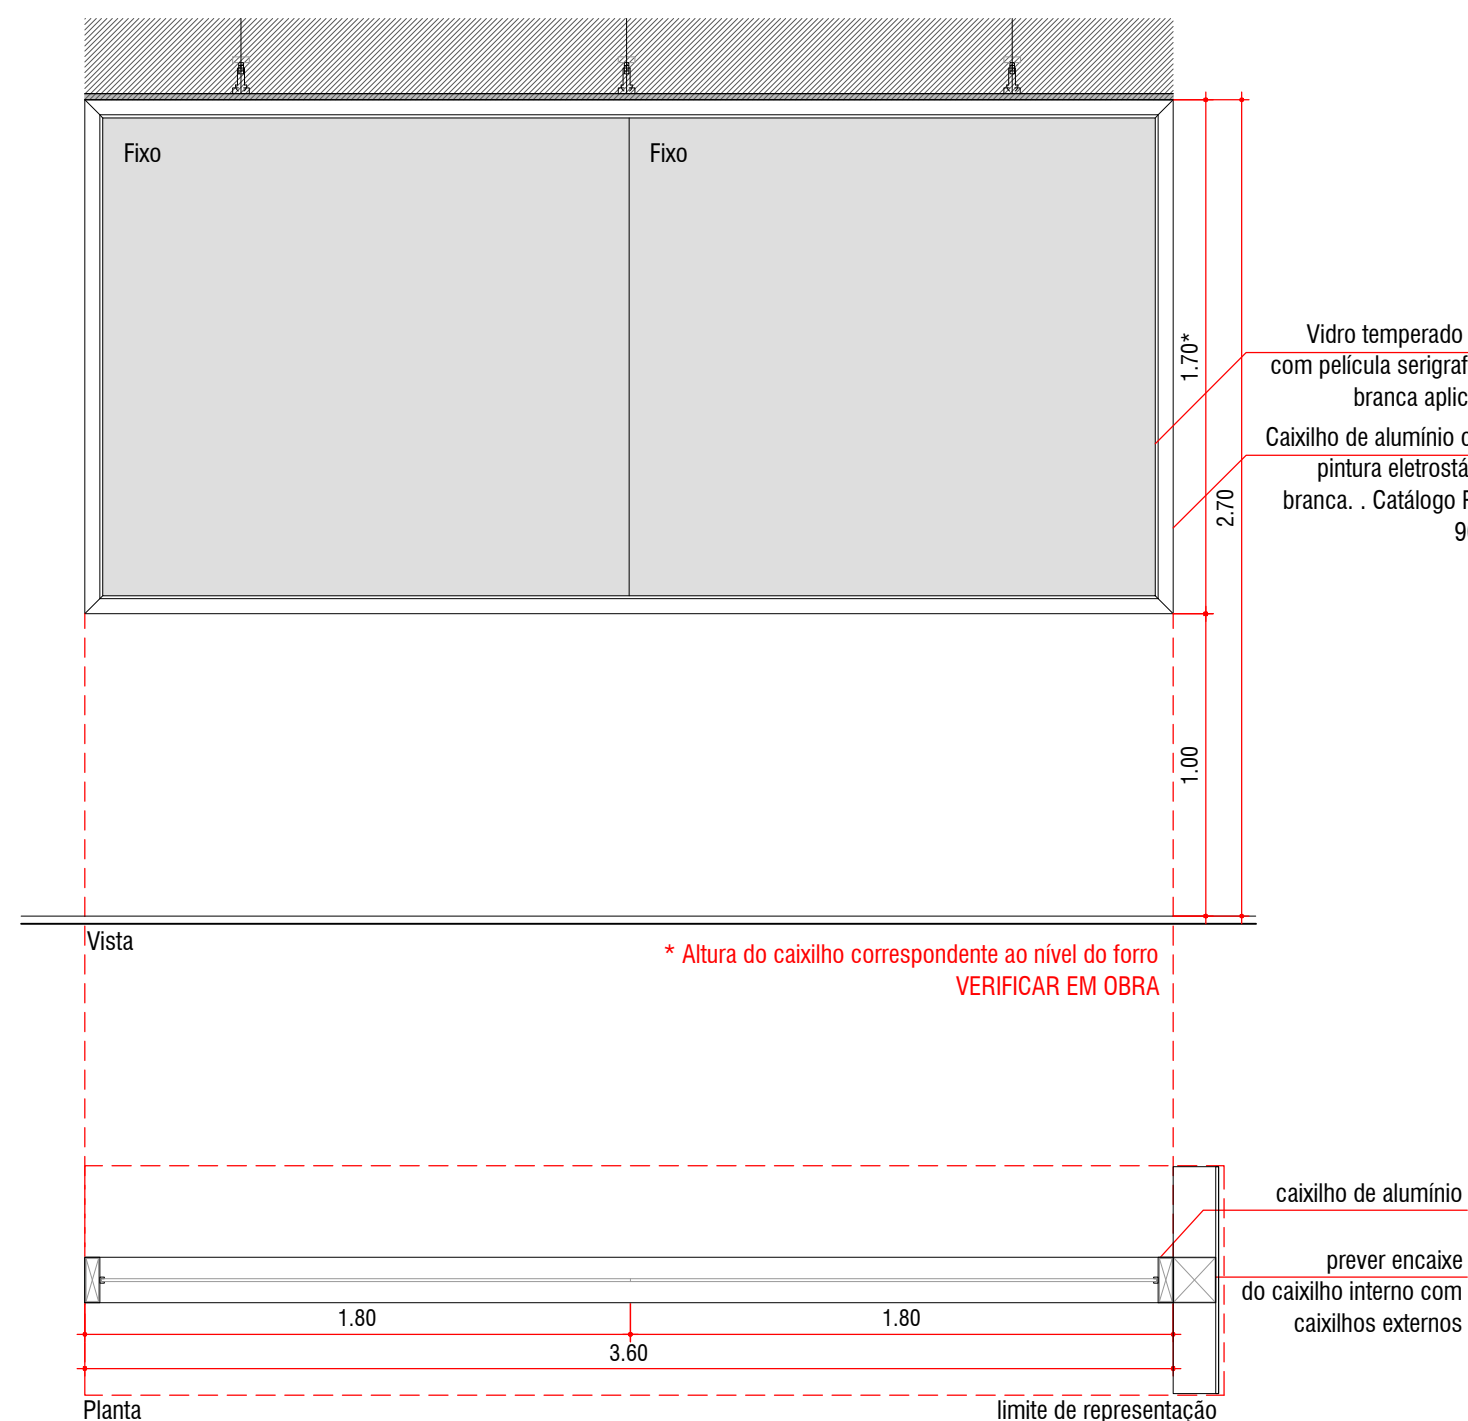 Fixo
Fixo
1.70*
Vidro temperado
com película
branca
Caixilho de alumínio
pintura
branca. . Catálogo
2.70
1.00
Vista
* Altura do caixilho correspondente ao nível do forro
VERIFICAR EM OBRA
caixilho de alumínio
prever encaixe
do caixilho interno com
caixilhos externos
1.80
1.80
3.60
Planta
limite de representação